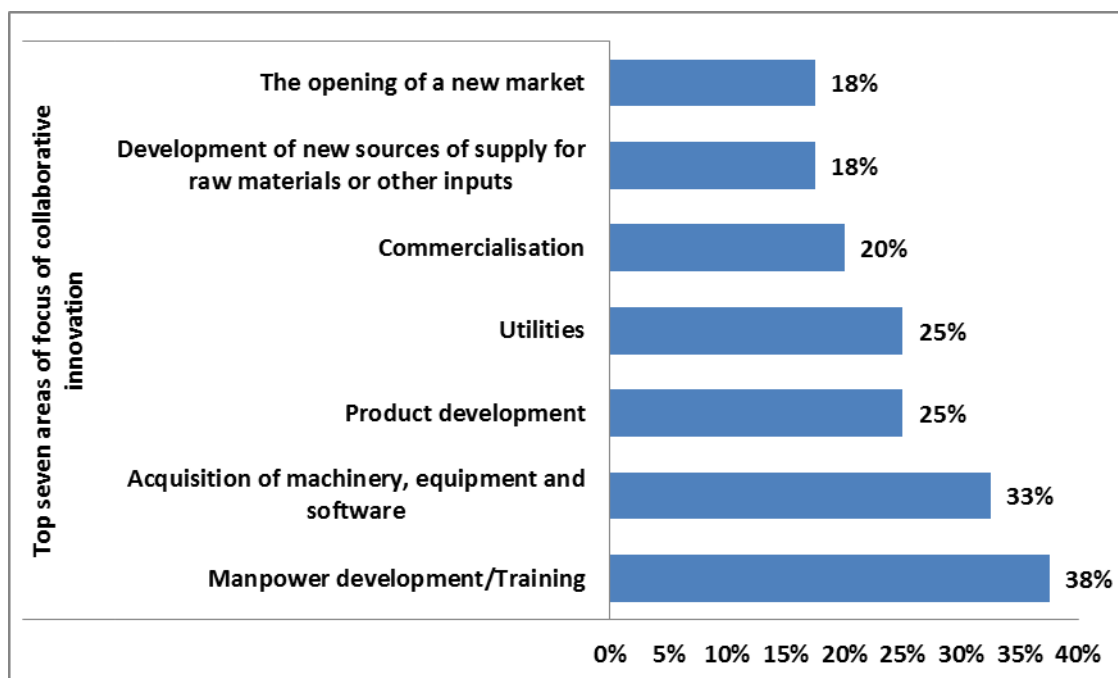 Top seven areas of focus of collaborative
innovation
The opening of a new market
18%
Development of new sources of supply for
raw materials or other inputs
18%
Commercialisation
20%
Utilities
25%
Product development
25%
Acquisition of machinery, equipment and
software
33%
Manpower development/Training
38%
0% 5% 10% 15% 20% 25% 30% 35% 40%